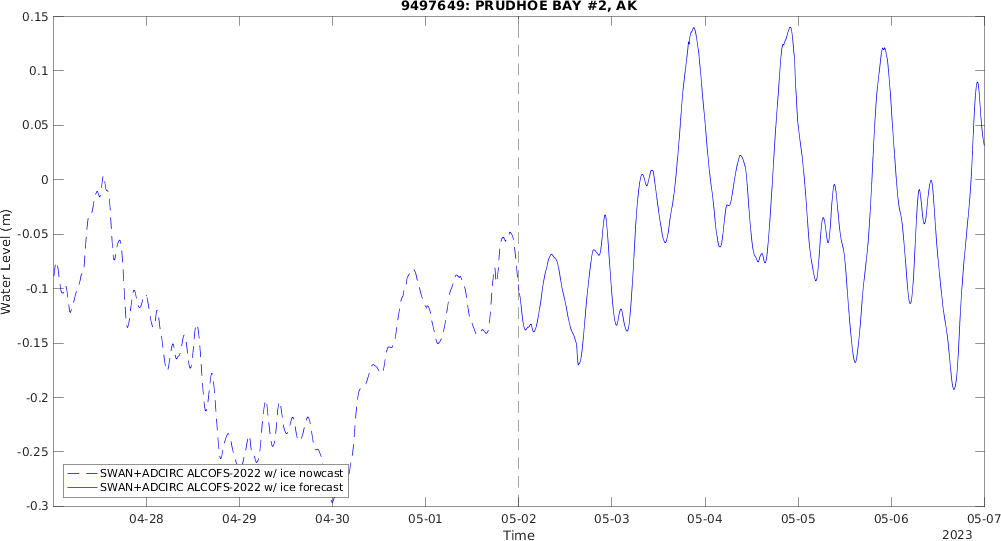 9497649: PRUDHOE BAY #2, AK
0.15
0.1
0.05
0
-0.05
-0.1
-0.15
-0.2
-0.25
-0.3
Water Level (m)
SWAN+ADCIRC ALCOFS-2022 w/ ice nowcast
SWAN+ADCIRC ALCOFS-2022 w/ ice forecast
04-28 04-29 04-30 05-01 05-02 05-03 05-04 05-05 05-06 05-07
Time
2023